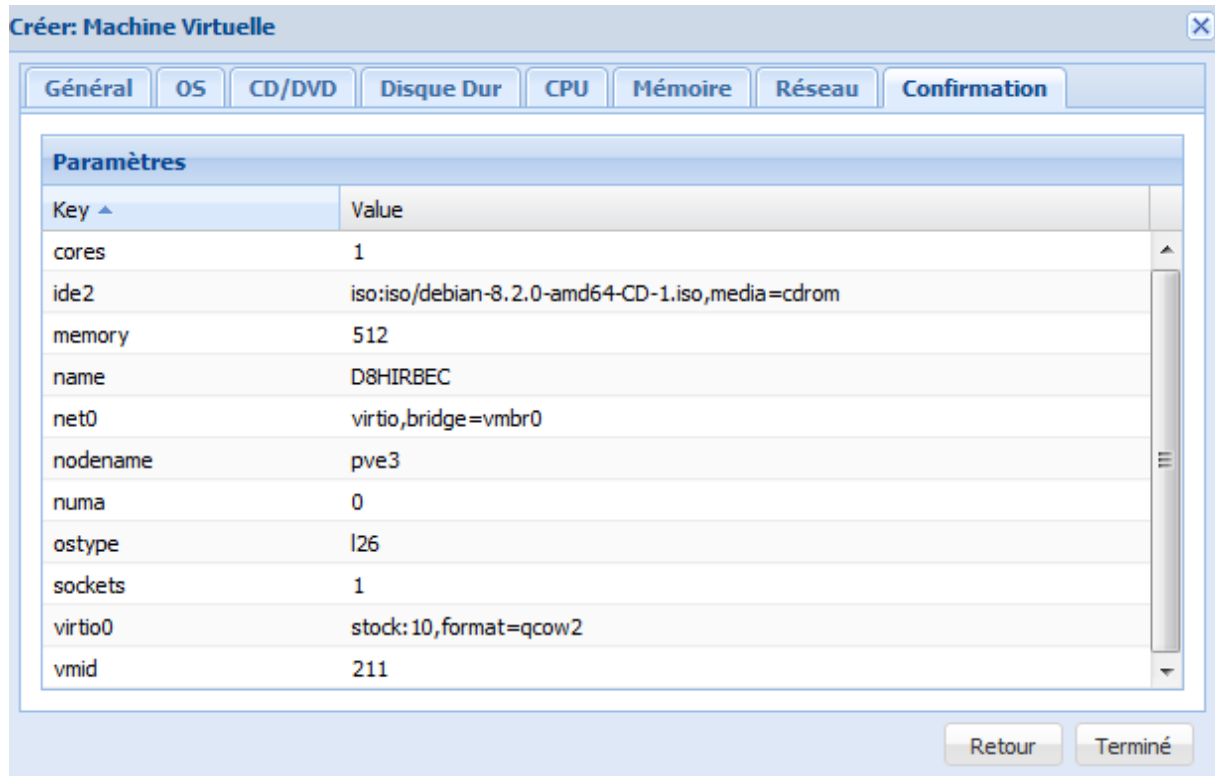 Créer: Machine Virtuelle
Général OS CD/DVD Disque Dur CPU Mémoire Réseau Confirmation
Paramètres
Key Value
cores 1
ide2 iso:iso/debian-8.2.0-amd64-CD-1.iso,media=cdrom
memory 512
name D8HIRBEC
net0 virtio,bridge=vmbr0
nodename pve3
numa 0
ostype l26
sockets 1
virtio0 stock:10,format=qcow2
vmid 211
Retour Terminé